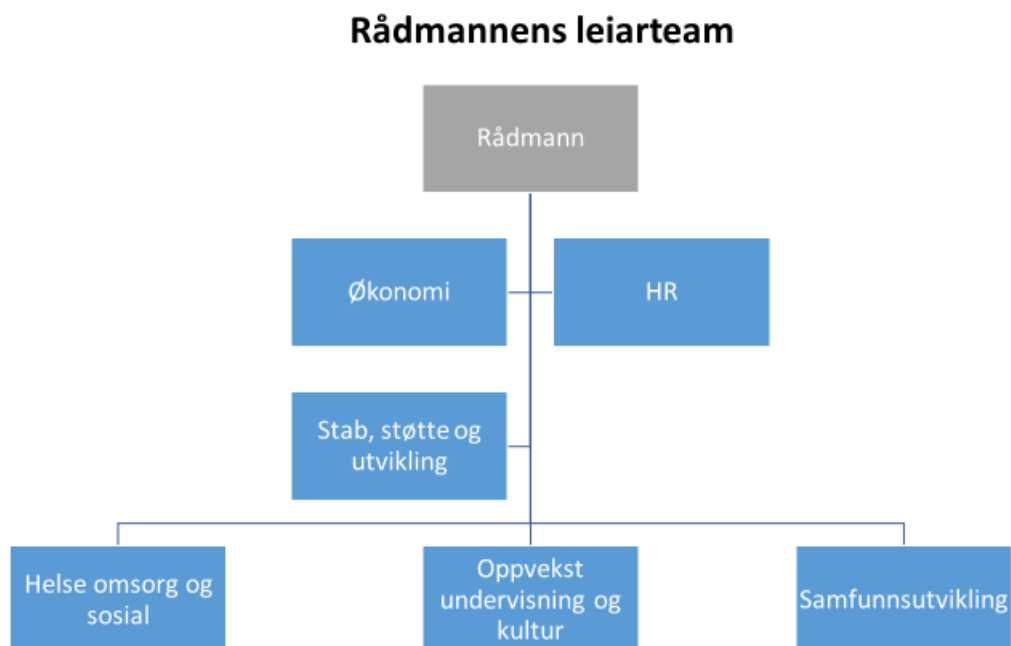 Rådmannens leiarteam
Rådmann
Økonomi
HR
Stab, støtte og
utvikling
Helse omsorg og
sosial
Oppvekst
undervisning og
kultur
Samfunnsutvikling